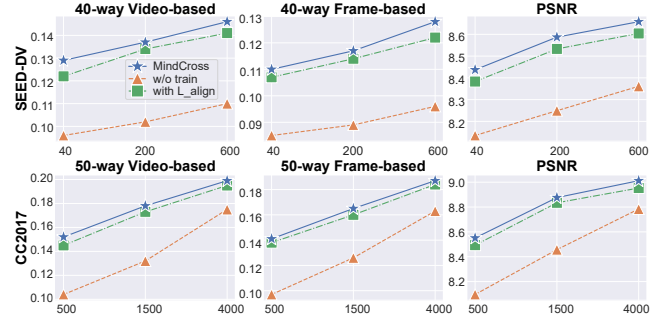 40-way Video-based 40-way Frame-based PSNR
SEED-DV
0.14
0.13
0.12
0.11
0.10
MindCross
w/o train
with L_align
40 200 600
0.13
0.12
0.11
0.10
0.09
40 200 600
8.6
8.5
8.4
8.3
8.2
40 200 600
50-way Video-based 50-way Frame-based PSNR
CC2017
0.20
0.18
0.16
0.14
0.12
0.10
500 1500 4000
0.18
0.16
0.14
0.12
0.10
500 1500 4000
9.0
8.8
8.6
8.4
8.2
500 1500 4000